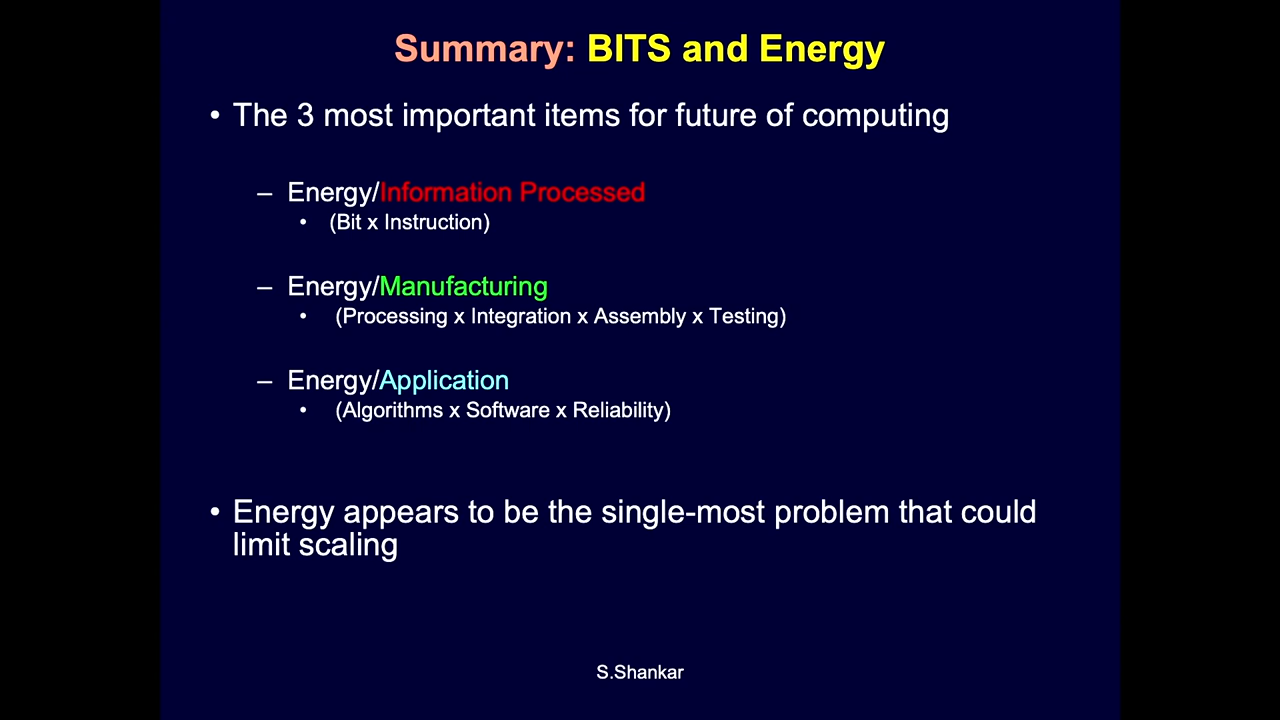 Summary: BITS and Energy
• The 3 most important items for future of computing
– Energy/Information Processed
• (Bit x Instruction)
– Energy/Manufacturing
• (Processing x Integration x Assembly x Testing)
– Energy/Application
• (Algorithms x Software x Reliability)
• Energy appears to be the single-most problem that could
limit scaling
S.Shankar